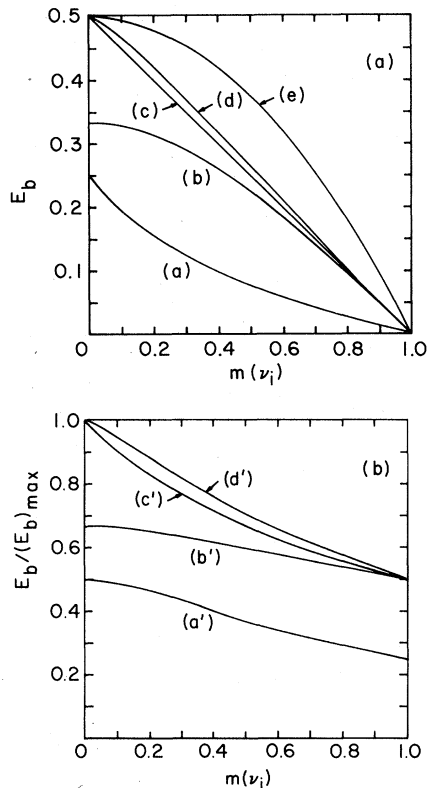 0.5
(a)
(e)
0.4
(c)
(d)
0.3
E_b
(b)
0.2
(a)
0.1
0 0.2 0.4 0.6 0.8 1.0
m(ν_i)
1.0
(b)
(d')
0.8
(c')
E_b/(E_b)_max
0.6
(b')
0.4
(a')
0.2
0 0.2 0.4 0.6 0.8 1.0
m(ν_i)